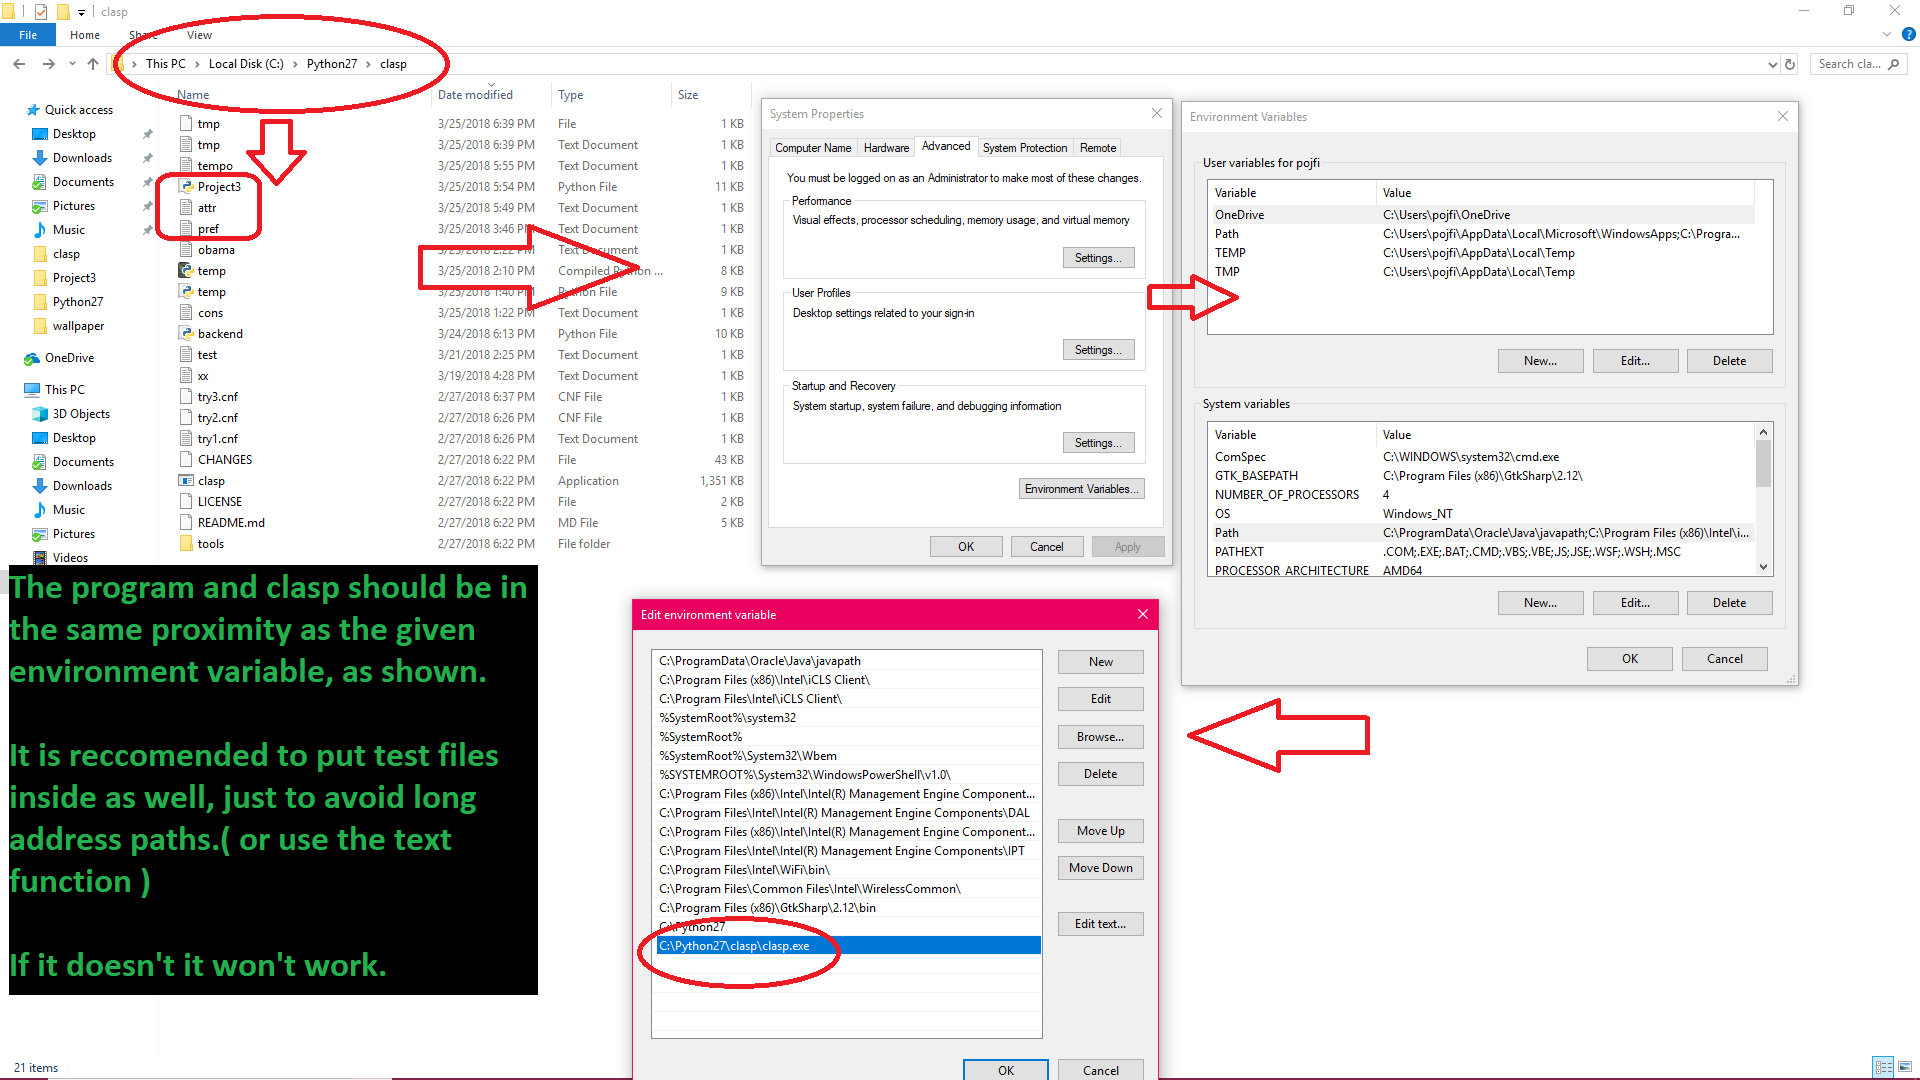 clasp
File
Home
Share
View
This PC
Local Disk (C:)
Python27
clasp
Search cla...
Name
Date modified
Type
Size
Quick access
Desktop
Downloads
Documents
Pictures
Music
clasp
Project3
Python27
wallpaper
OneDrive
This PC
3D Objects
Desktop
Documents
Downloads
Music
Pictures
Videos
tmp 3/25/2018 6:39 PM File 1 KB
tmp 3/25/2018 6:39 PM Text Document 1 KB
tempo 3/25/2018 5:55 PM Text Document 1 KB
Project3 3/25/2018 5:54 PM Python File 11 KB
attr 3/25/2018 5:49 PM Text Document 1 KB
pref 3/25/2018 3:46 PM Text Document 1 KB
obama 3/25/2018 2:22 PM Text Document 1 KB
temp 3/25/2018 2:10 PM Compiled Python ... 8 KB
temp 3/25/2018 1:40 PM Python File 9 KB
cons 3/25/2018 1:22 PM Text Document 1 KB
backend 3/24/2018 6:13 PM Python File 10 KB
test 3/21/2018 2:25 PM Text Document 1 KB
xx 3/19/2018 4:28 PM Text Document 1 KB
try3.cnf 2/27/2018 6:37 PM CNF File 1 KB
try2.cnf 2/27/2018 6:26 PM CNF File 1 KB
try1.cnf 2/27/2018 6:26 PM Text Document 1 KB
CHANGES 2/27/2018 6:22 PM File 43 KB
clasp 2/27/2018 6:22 PM Application 1,351 KB
LICENSE 2/27/2018 6:22 PM File 2 KB
README.md 2/27/2018 6:22 PM MD File 5 KB
tools 2/27/2018 6:22 PM File folder
System Properties
Computer Name
Hardware
Advanced
System Protection
Remote
You must be logged on as an Administrator to make most of these changes.
Performance
Visual effects, processor scheduling, memory usage, and virtual memory
Settings...
User Profiles
Desktop settings related to your sign-in
Settings...
Startup and Recovery
System startup, system failure, and debugging information
Settings...
Environment Variables...
OK
Cancel
Apply
Environment Variables
User variables for pojfi
Variable Value
OneDrive C:\Users\pojfi\OneDrive
Path C:\Users\pojfi\AppData\Local\Microsoft\WindowsApps;C:\Progra...
TEMP C:\Users\pojfi\AppData\Local\Temp
TMP C:\Users\pojfi\AppData\Local\Temp
New...
Edit...
Delete
System variables
Variable Value
ComSpec C:\WINDOWS\system32\cmd.exe
GTK_BASEPATH C:\Program Files (x86)\GtkSharp\2.12\
NUMBER_OF_PROCESSORS 4
OS Windows_NT
Path C:\ProgramData\Oracle\Java\javapath;C:\Program Files (x86)\Intel\i...
PATHEXT .COM;.EXE;.BAT;.CMD;.VBS;.VBE;.JS;.JSE;.WSF;.WSH;.MSC
PROCESSOR_ARCHITECTURE AMD64
New...
Edit...
Delete
OK
Cancel
The program and clasp should be in
the same proximity as the given
environment variable, as shown.
It is reccomended to put test files
inside as well, just to avoid long
address paths.( or use the text
function )
If it doesn't it won't work.
Edit environment variable
C:\ProgramData\Oracle\Java\javapath
C:\Program Files (x86)\Intel\iCLS Client\
C:\Program Files\Intel\iCLS Client\
%SystemRoot%\system32
%SystemRoot%
%SystemRoot%\System32\Wbem
%SYSTEMROOT%\System32\WindowsPowerShell\v1.0\
C:\Program Files (x86)\Intel\Intel(R) Management Engine Component...
C:\Program Files\Intel\Intel(R) Management Engine Components\DAL
C:\Program Files (x86)\Intel\Intel(R) Management Engine Component...
C:\Program Files\Intel\Intel(R) Management Engine Components\IPT
C:\Program Files\Intel\WiFi\bin\
C:\Program Files\Common Files\Intel\WirelessCommon\
C:\Program Files (x86)\GtkSharp\2.12\bin
C:\Python27
C:\Python27\clasp\clasp.exe
New
Edit
Browse...
Delete
Move Up
Move Down
Edit text...
OK
Cancel
21 items